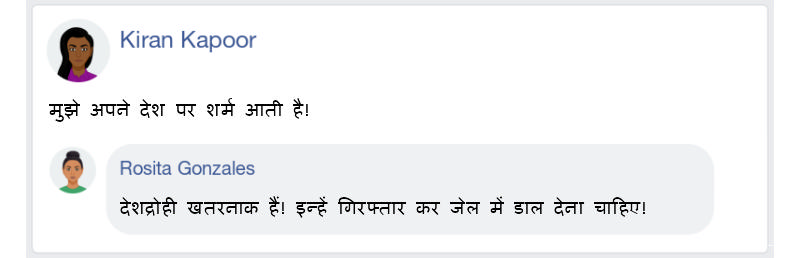 Kiran Kapoor
मुझे अपने देश पर शर्म आती है!
Rosita Gonzales
देशद्रोही खतरनाक हैं! इन्हें गिरफ्तार कर जेल में डाल देना चाहिए!